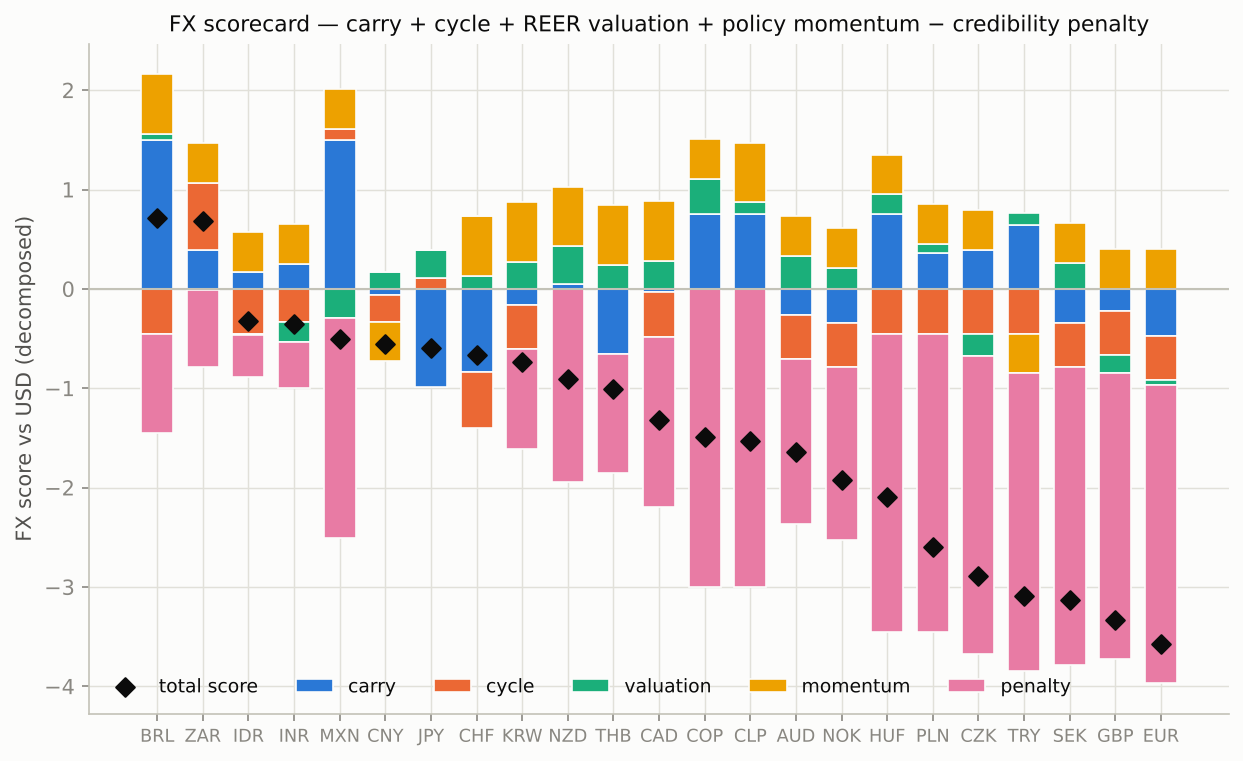 FX scorecard — carry + cycle + REER valuation + policy momentum − credibility penalty
FX score vs USD (decomposed)
2
1
0
−1
−2
−3
−4
total score carry cycle valuation momentum penalty
BRL ZAR IDR INR MXN CNY JPY CHF KRW NZD THB CAD COP CLP AUD NOK HUF PLN CZK TRY SEK GBP EUR